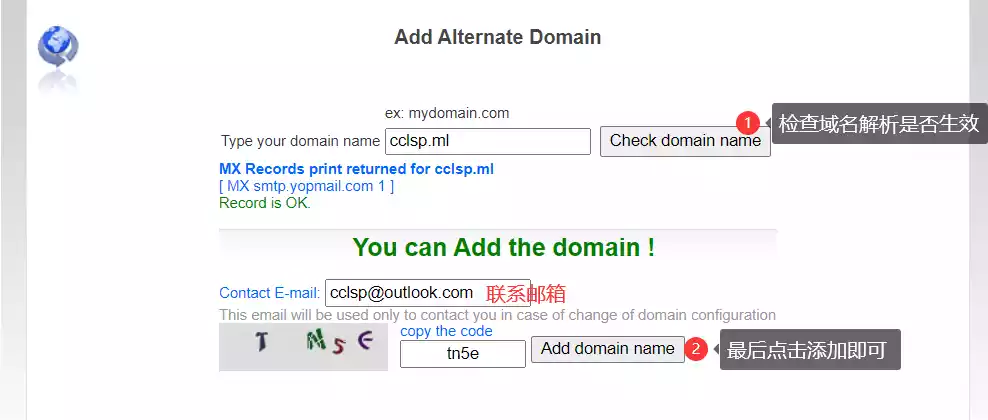 Add Alternate Domain
ex: mydomain.com
Type your domain name cclsp.ml Check domain name 1 检查域名解析是否生效
MX Records print returned for cclsp.ml
[ MX smtp.yopmail.com 1 ]
Record is OK.
You can Add the domain !
Contact E-mail: cclsp@outlook.com 联系邮箱
This email will be used only to contact you in case of change of domain configuration
copy the code
T N S E tn5e Add domain name 2 最后点击添加即可